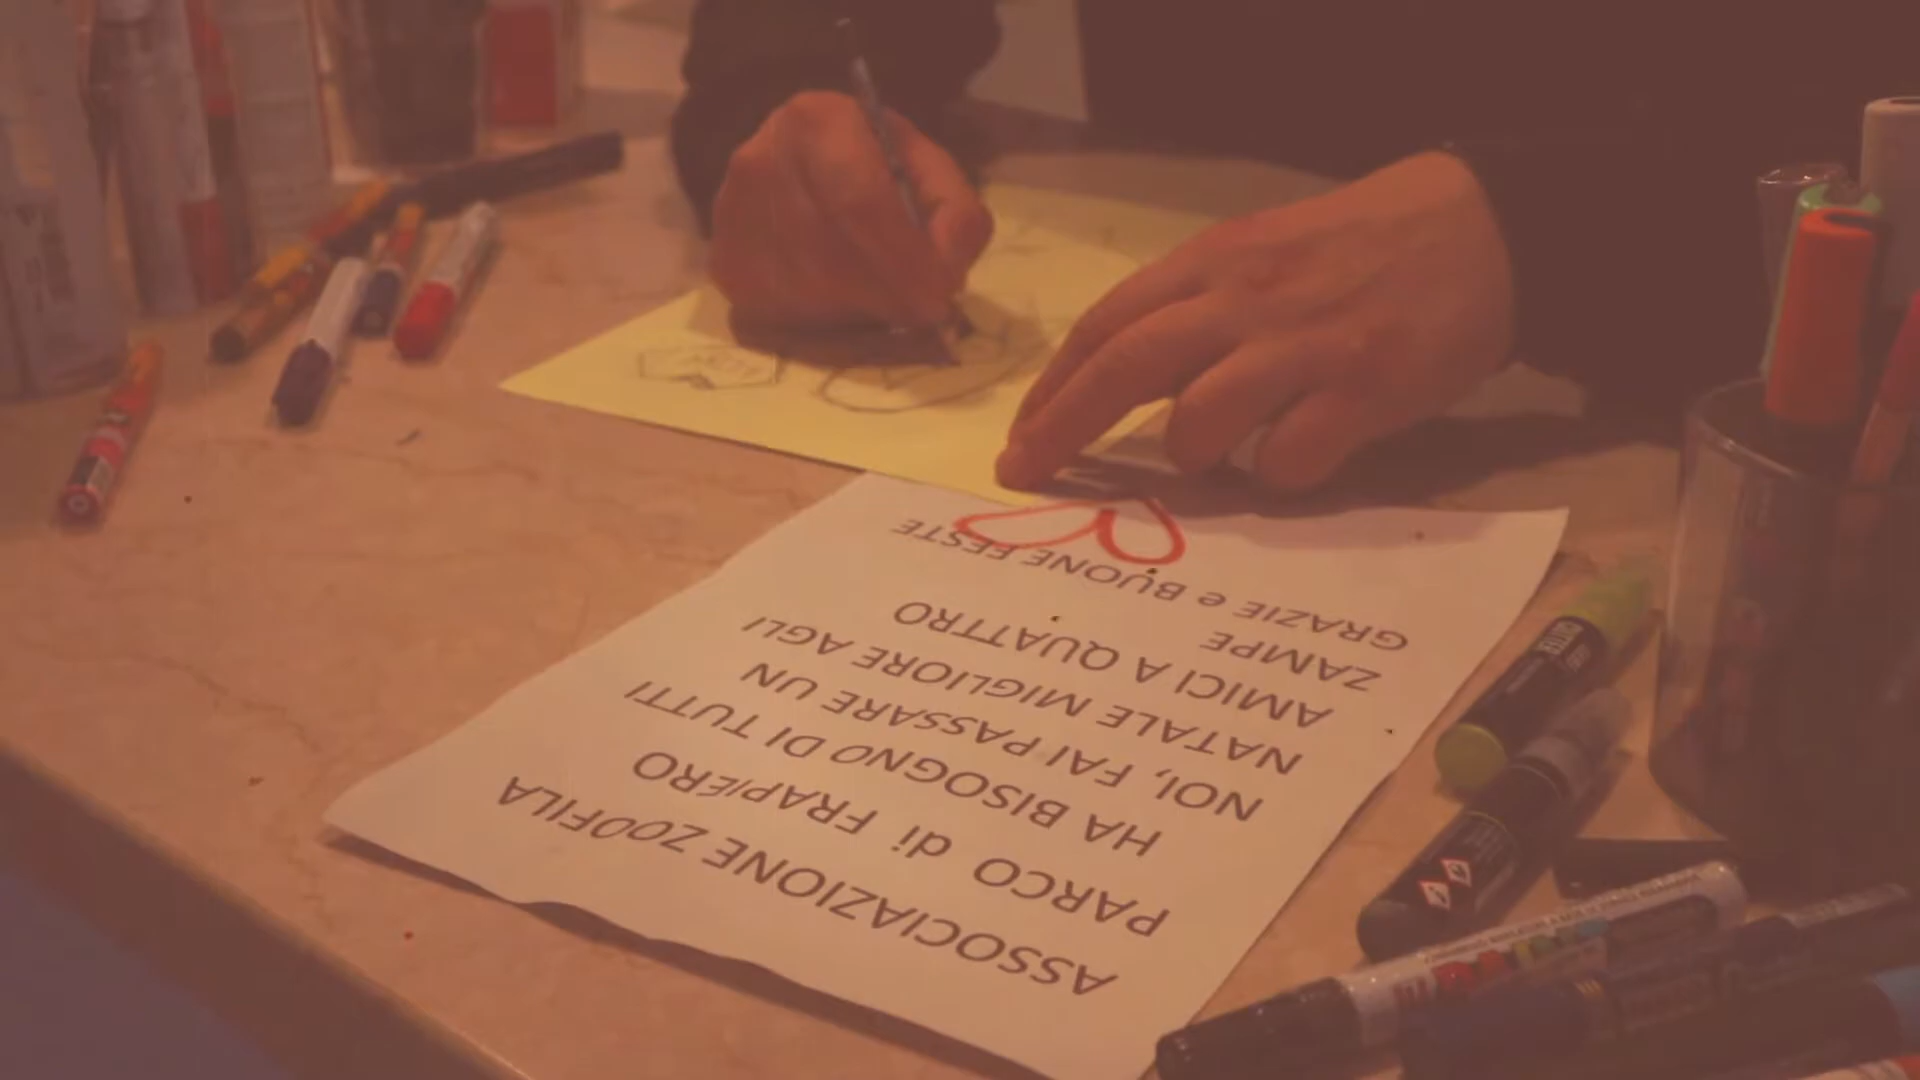 ASSOCIAZIONE ZOOFILA
PARCO di FRAPIÉRO
HA BISOGNO DI TUTTI
NOI, FAI PASSARE UN
NATALE MIGLIORE AGLI
AMICI A QUATTRO
ZAMPE
GRAZIE e BUONE FESTE